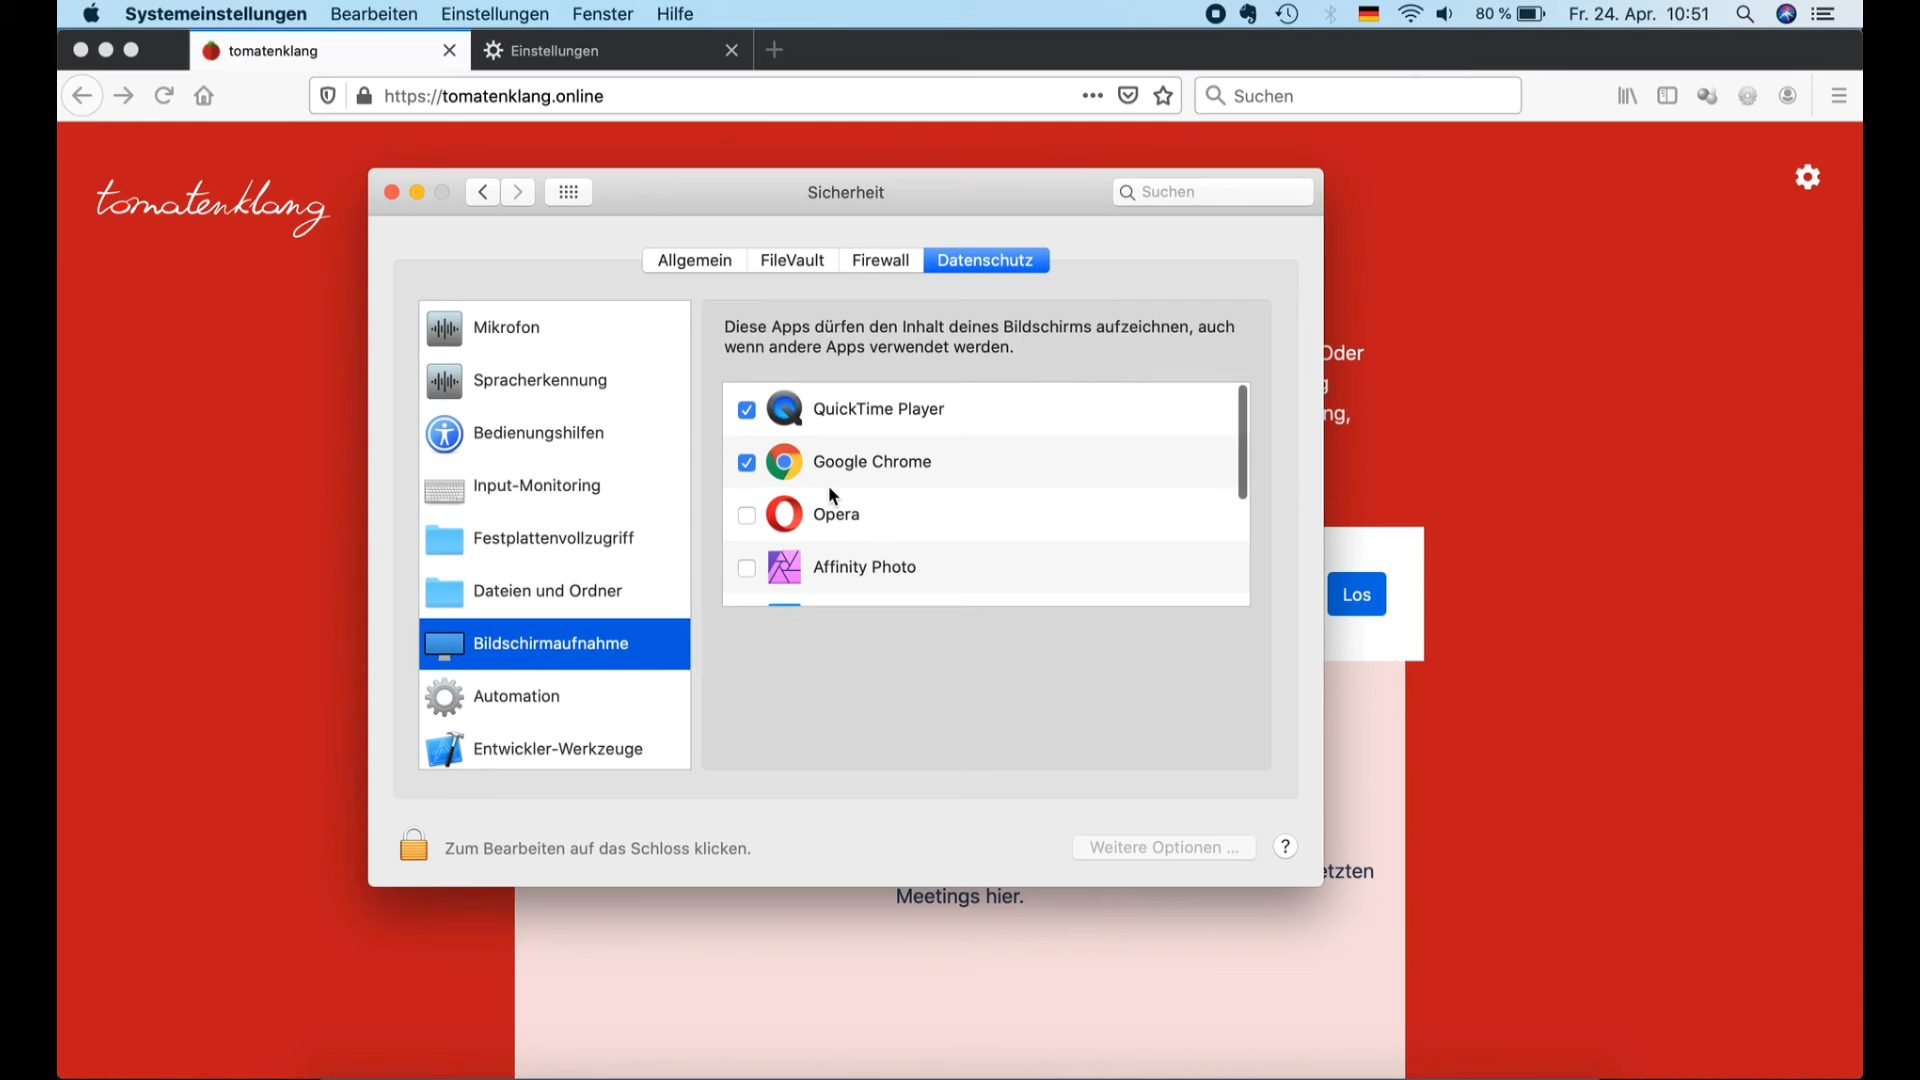 Systemeinstellungen Bearbeiten Einstellungen Fenster Hilfe 80 % Fr. 24. Apr. 10:51
tomatenklang Einstellungen
https://tomatenklang.online Suchen
tomatenklang
Sicherheit Suchen
Allgemein FileVault Firewall Datenschutz
Mikrofon
Spracherkennung
Bedienungshilfen
Input-Monitoring
Festplattenvollzugriff
Dateien und Ordner
Bildschirmaufnahme
Automation
Entwickler-Werkzeuge
Diese Apps dürfen den Inhalt deines Bildschirms aufzeichnen, auch
wenn andere Apps verwendet werden.
QuickTime Player
Google Chrome
Opera
Affinity Photo
Zum Bearbeiten auf das Schloss klicken.
Weitere Optionen ... ?
Oder
ng,
Los
etzten
Meetings hier.